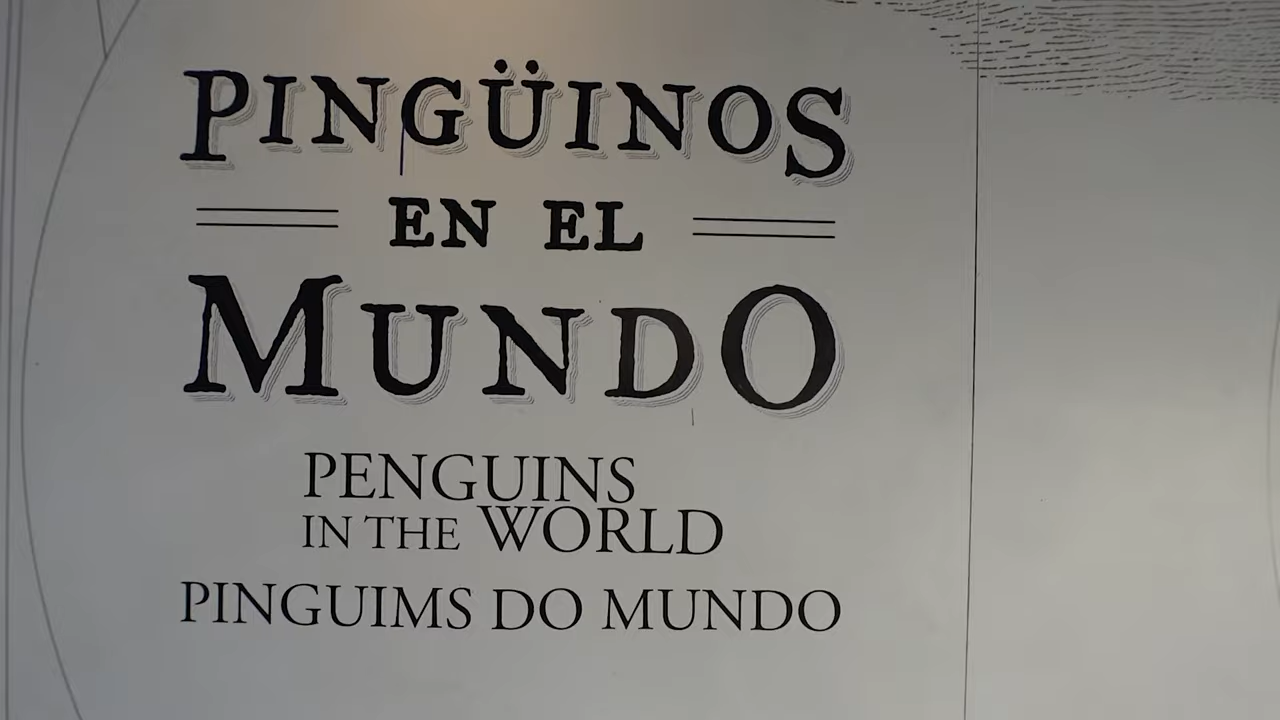 PINGÜINOS
EN EL
MUNDO
PENGUINS
IN THE WORLD
PINGUIMS DO MUNDO